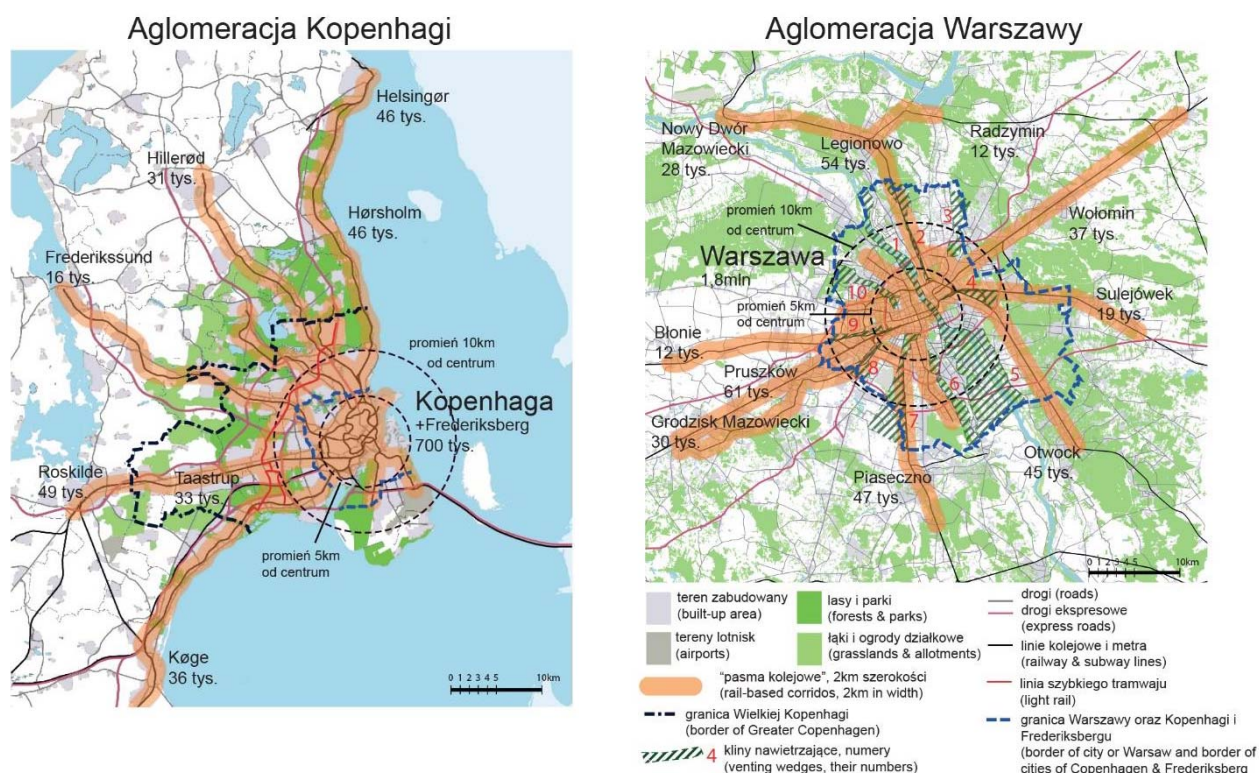 Aglomeracja Kopenhagi
Helsingør
46 tys.
Hillerød
31 tys.
Hørsholm
46 tys.
Frederikssund
16 tys.
promień 10km
od centrum
Kopenhaga
+Frederiksberg
700 tys.
Roskilde
49 tys.
Taastrup
33 tys.
promień 5km
od centrum
Køge
36 tys.
0 1 2 3 4 5 10km
Aglomeracja Warszawy
Nowy Dwór
Mazowiecki
28 tys.
Legionowo
54 tys.
Radzymin
12 tys.
promień 10km
od centrum
3
1
2
Wołomin
37 tys.
Warszawa
1,8mln
4
10
promień 5km
od centrum
9
Sulejówek
19 tys.
Błonie
12 tys.
Pruszków
61 tys.
8
6
5
7
Grodzisk Mazowiecki
30 tys.
Otwock
45 tys.
Piaseczno
47 tys.
0 1 2 3 4 5 10km
teren zabudowany
(built-up area)
lasy i parki
(forests & parks)
drogi (roads)
drogi ekspresowe
(express roads)
tereny lotnisk
(airports)
łąki i ogrody działkowe
(grasslands & allotments)
linie kolejowe i metra
(railway & subway lines)
"pasma kolejowe", 2km szerokości
(rail-based corridos, 2km in width)
linia szybkiego tramwaju
(light rail)
granica Wielkiej Kopenhagi
(border of Greater Copenhagen)
granica Warszawy oraz Kopenhagi i
Frederiksbergu
(border of city or Warsaw and border of
cities of Copenhagen & Frederiksberg
4
kliny nawietrzające, numery
(venting wedges, their numbers)